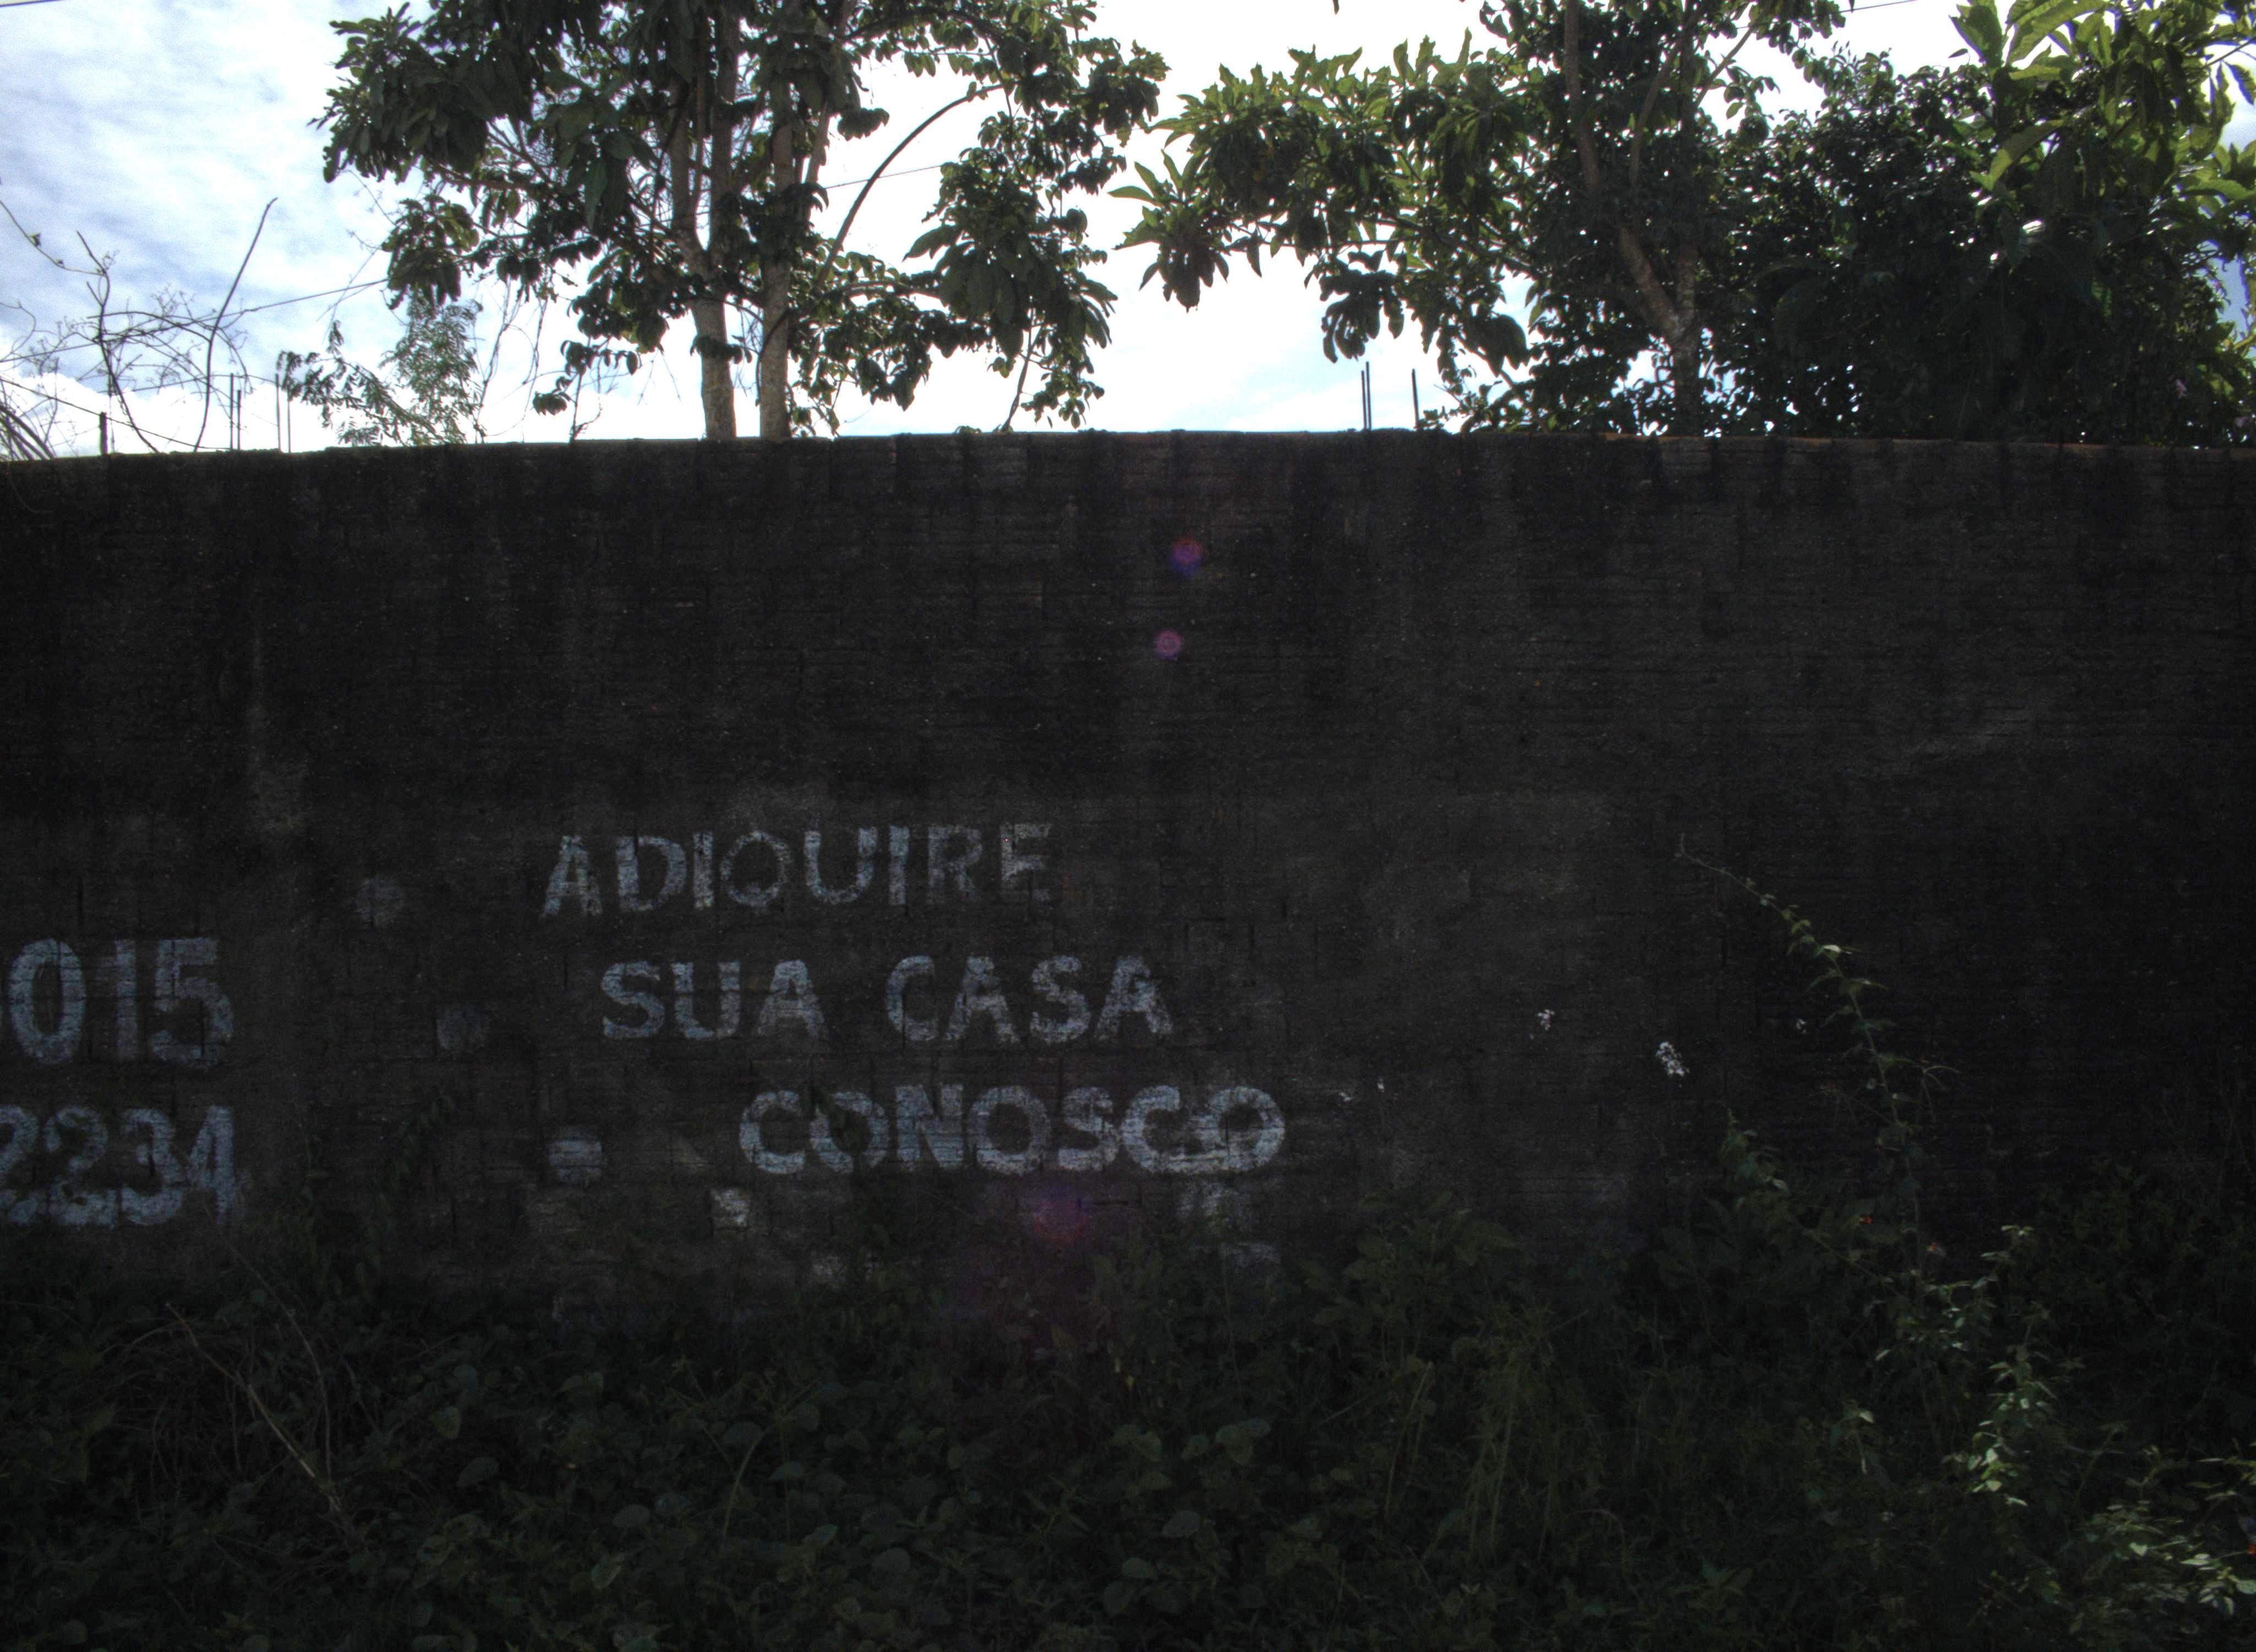 ADIQUIRE
SUA CASA
CONOSCO
015
2234